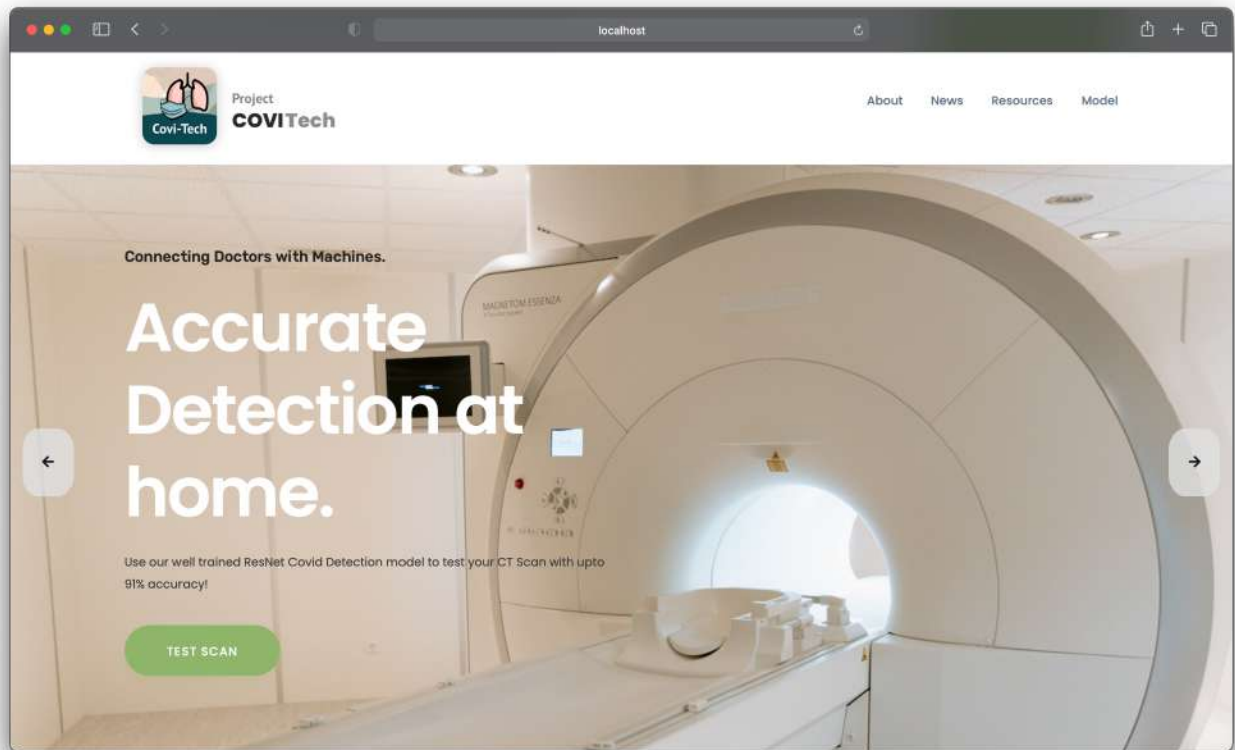 localhost
Covi-Tech
Project
COVITech
About News Resources Model
Connecting Doctors with Machines.
MAGNETOM ESSENZA
Accurate
Detection at
home.
Use our well trained ResNet Covid Detection model to test your CT Scan with upto
91% accuracy!
TEST SCAN